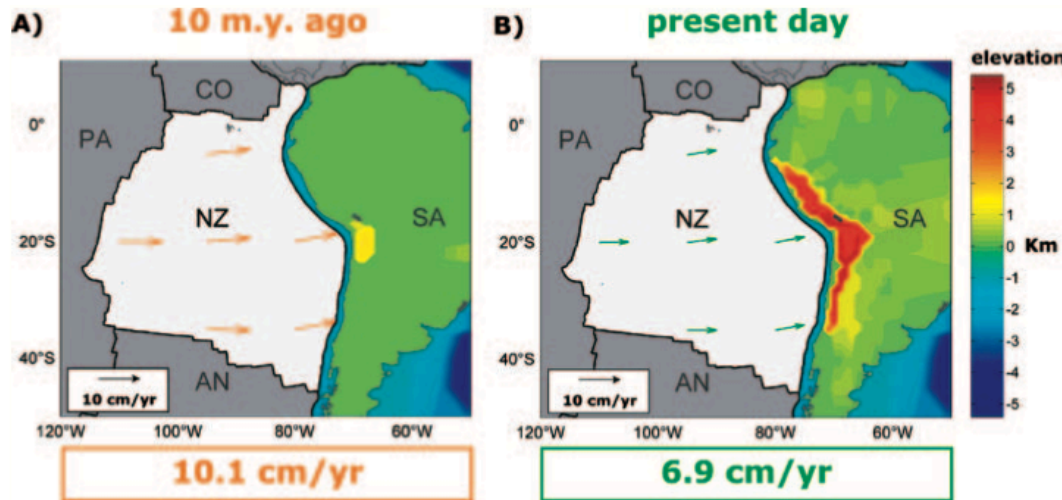 A) 10 m.y. ago
CO
PA
NZ
SA
AN
0°
20°S
40°S
10 cm/yr
120°W 100°W 80°W 60°W
10.1 cm/yr
B) present day
CO
PA
NZ
SA
AN
10 cm/yr
120°W 100°W 80°W 60°W
6.9 cm/yr
0°
20°S
40°S
elevation
5
4
3
2
1
0 Km
-1
-2
-3
-4
-5